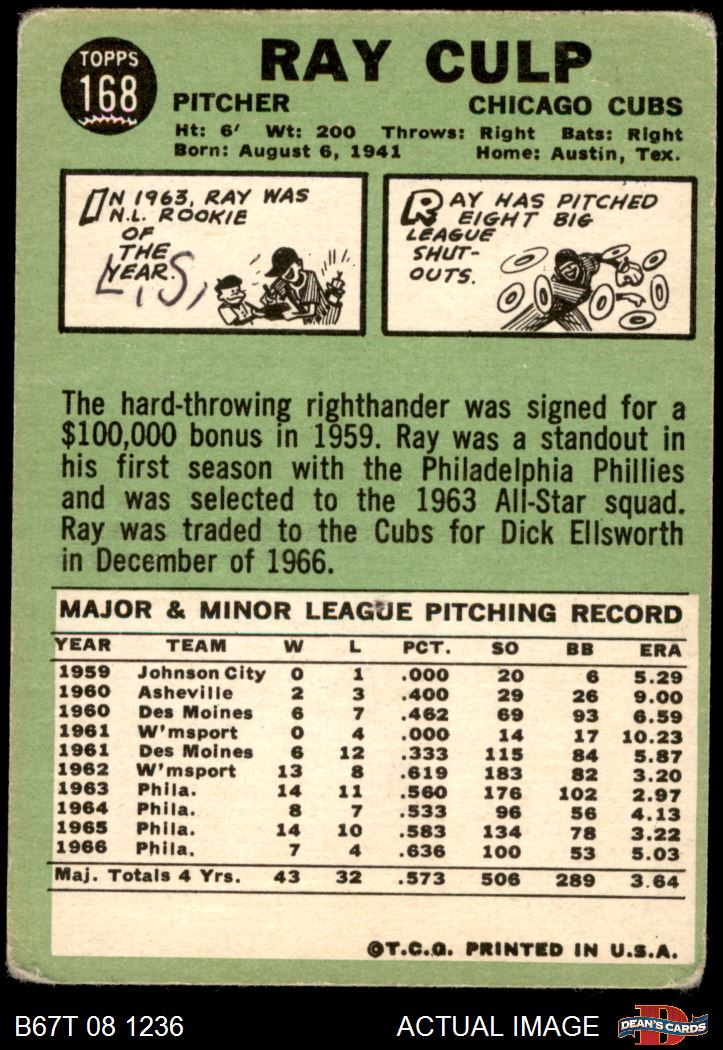 TOPPS
168
RAY CULP
PITCHER CHICAGO CUBS
Ht: 6' Wt: 200 Throws: Right Bats: Right
Born: August 6, 1941 Home: Austin, Tex.
IN 1963, RAY WAS
N.L. ROOKIE
OF
THE
YEAR.
RAY HAS PITCHED
EIGHT BIG
LEAGUE
SHUT-
OUTS.
The hard-throwing righthander was signed for a
$100,000 bonus in 1959. Ray was a standout in
his first season with the Philadelphia Phillies
and was selected to the 1963 All-Star squad.
Ray was traded to the Cubs for Dick Ellsworth
in December of 1966.
MAJOR & MINOR LEAGUE PITCHING RECORD
YEAR TEAM W L PCT. SO BB ERA
1959 Johnson City 0 1 .000 20 6 5.29
1960 Asheville 2 3 .400 29 26 9.00
1960 Des Moines 6 7 .462 69 93 6.59
1961 W'msport 0 4 .000 14 17 10.23
1961 Des Moines 6 12 .333 115 84 5.87
1962 W'msport 13 8 .619 183 82 3.20
1963 Phila. 14 11 .560 176 102 2.97
1964 Phila. 8 7 .533 96 56 4.13
1965 Phila. 14 10 .583 134 78 3.22
1966 Phila. 7 4 .636 100 53 5.03
Maj. Totals 4 Yrs. 43 32 .573 506 289 3.64
©T.C.G. PRINTED IN U.S.A.
B67T 08 1236 ACTUAL IMAGE DEAN'S CARDS